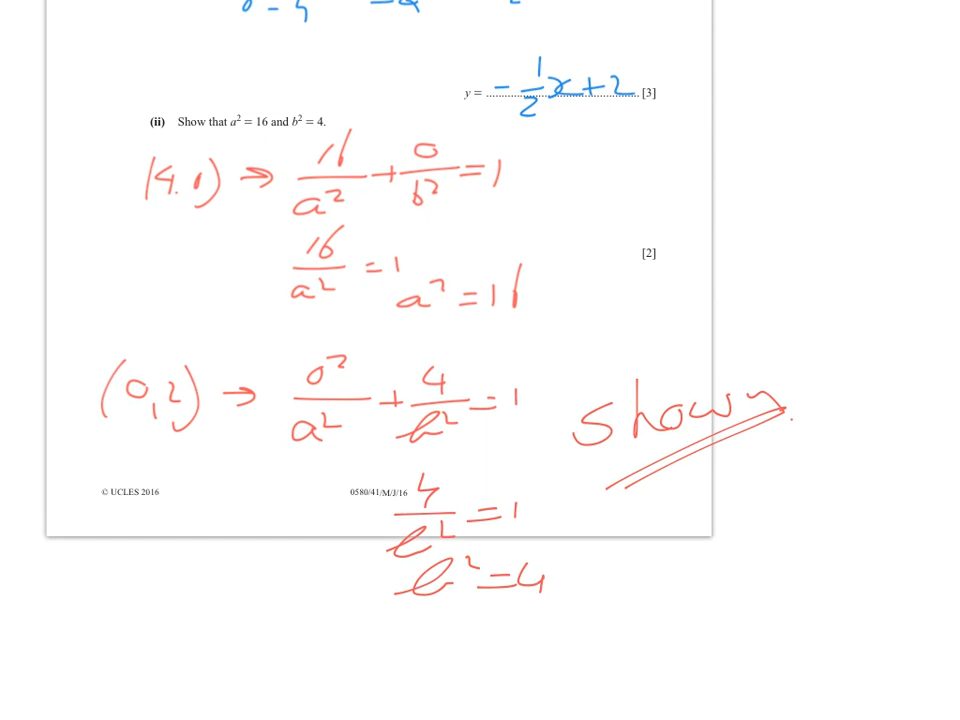 y = - 1/2 x + 2 [3]
(ii) Show that a² = 16 and b² = 4.
(4,0) ⇒ 16/a² + 0/b² = 1
16/a² = 1 [2]
a² = 16
(0,2) → 0²/a² + 4/b² = 1
shown
© UCLES 2016 0580/41/M/J/16
4/b² = 1
b² = 4